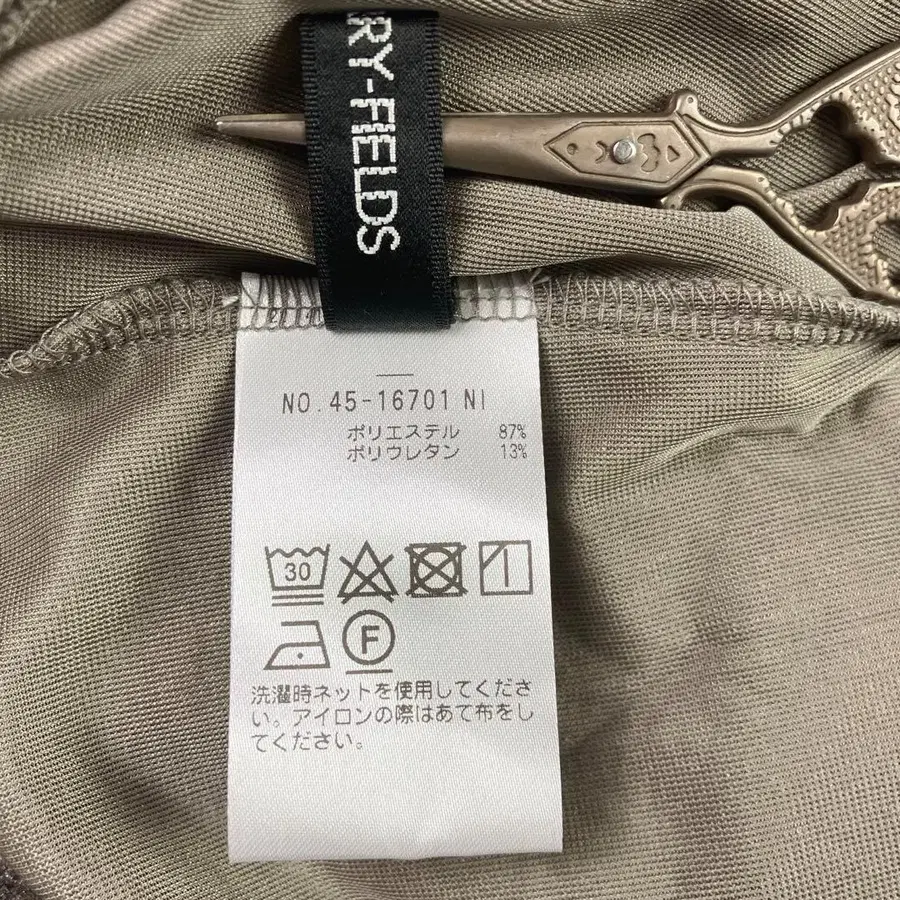 RY-FIELDS
NO.45-16701 NI
ポリエステル 87%
ポリウレタン 13%
30
F
洗濯時ネットを使用してくださ
い。アイロンの際はあて布をし
てください。